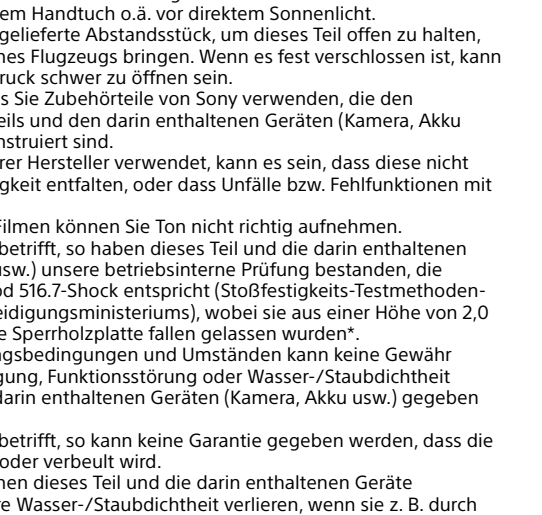 em Handtuch o.ä. vor direktem Sonnenlicht.
gelieferte Abstandsstück, um dieses Teil offen zu halten,
nes Flugzeugs bringen. Wenn es fest verschlossen ist, kann
ruck schwer zu öffnen sein.
s Sie Zubehörteile von Sony verwenden, die den
eils und den darin enthaltenen Geräten (Kamera, Akku
nstruiert sind.
rer Hersteller verwendet, kann es sein, dass diese nicht
gkeit entfalten, oder dass Unfälle bzw. Fehlfunktionen mit
Filmen können Sie Ton nicht richtig aufnehmen.
betrifft, so haben dieses Teil und die darin enthaltenen
usw.) unsere betriebsinterne Prüfung bestanden, die
od 516.7-Shock entspricht (Stoßfestigkeits-Testmethoden-
eidigungsministeriums), wobei sie aus einer Höhe von 2,0
e Sperrholzplatte fallen gelassen wurden*.
ngsbedingungen und Umständen kann keine Gewähr
gung, Funktionsstörung oder Wasser-/Staubdichtheit
darin enthaltenen Geräten (Kamera, Akku usw.) gegeben
betrifft, so kann keine Garantie gegeben werden, dass die
oder verbeult wird.
nen dieses Teil und die darin enthaltenen Geräte
re Wasser-/Staubdichtheit verlieren, wenn sie z. B. durch